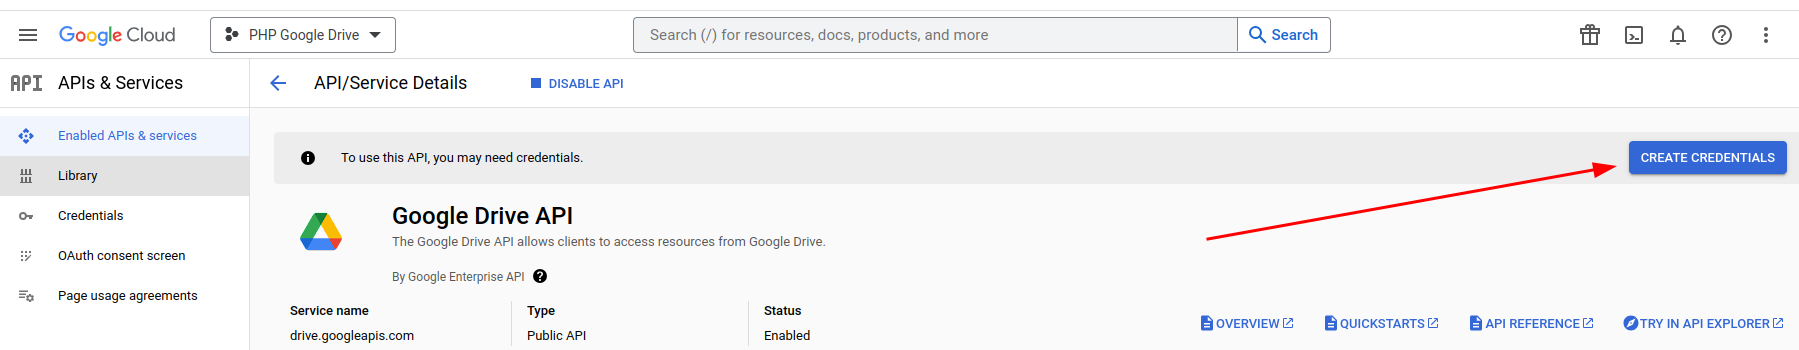 Google Cloud
PHP Google Drive
Search (/) for resources, docs, products, and more
Search
API
APIs & Services
API/Service Details
DISABLE API
Enabled APIs & services
Library
Credentials
OAuth consent screen
Page usage agreements
To use this API, you may need credentials.
CREATE CREDENTIALS
Google Drive API
The Google Drive API allows clients to access resources from Google Drive.
By Google Enterprise API
Service name
drive.googleapis.com
Type
Public API
Status
Enabled
OVERVIEW
QUICKSTARTS
API REFERENCE
TRY IN API EXPLORER